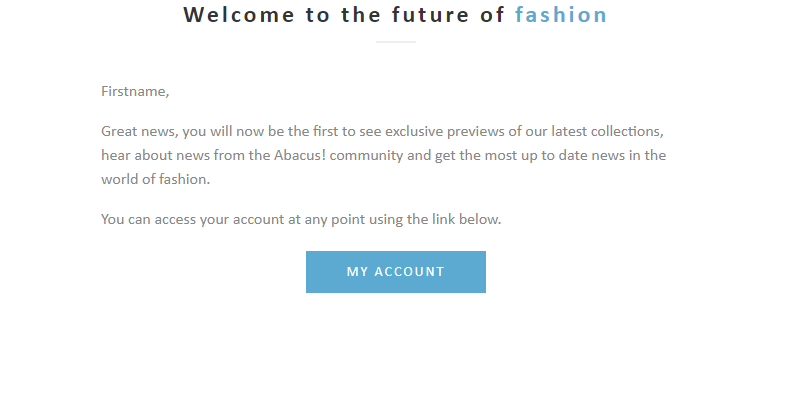 Welcome to the future of fashion
Firstname,
Great news, you will now be the first to see exclusive previews of our latest collections,
hear about news from the Abacus! community and get the most up to date news in the
world of fashion.
You can access your account at any point using the link below.
MY ACCOUNT